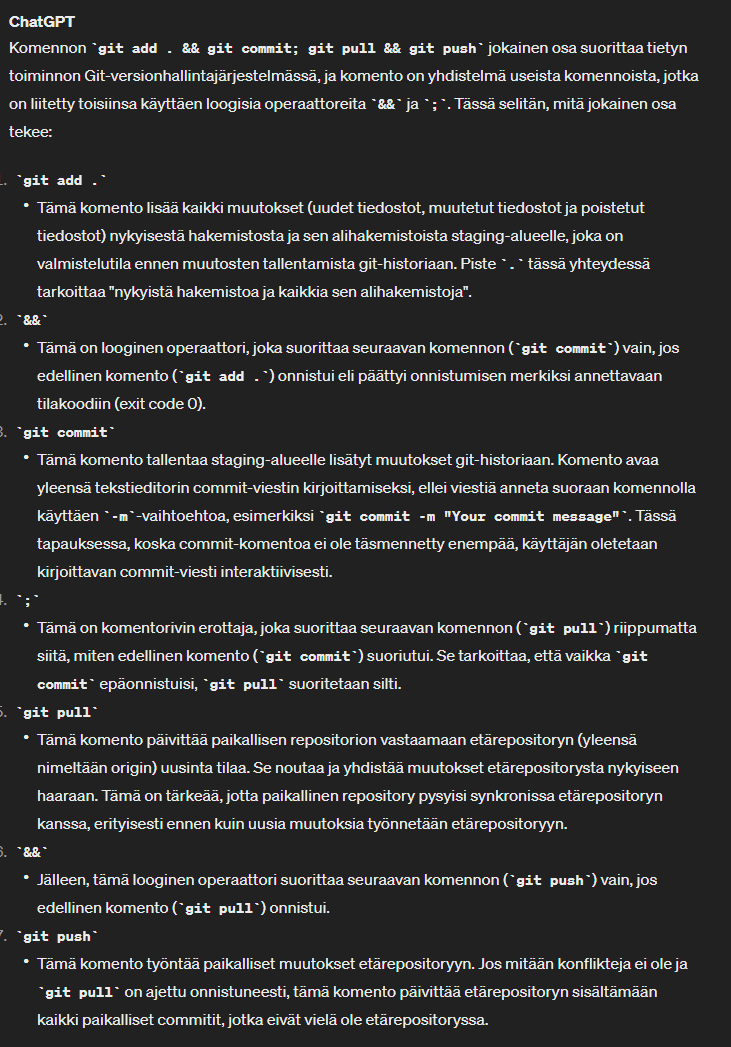 ChatGPT
Komennon `git add . && git commit; git pull && git push` jokainen osa suorittaa tietyn
toiminnon Git-versionhallintajärjestelmässä, ja komento on yhdistelmä useista komennoista, jotka
on liitetty toisiinsa käyttäen loogisia operaattoreita `&&` ja `;`. Tässä selitän, mitä jokainen osa
tekee:
1. `git add .`
• Tämä komento lisää kaikki muutokset (uudet tiedostot, muutetut tiedostot ja poistetut
tiedostot) nykyisestä hakemistosta ja sen alihakemistoista staging-alueelle, joka on
valmistelutila ennen muutosten tallentamista git-historiaan. Piste `.` tässä yhteydessä
tarkoittaa "nykyistä hakemistoa ja kaikkia sen alihakemistoja".
2. `&&`
• Tämä on looginen operaattori, joka suorittaa seuraavan komennon (`git commit`) vain, jos
edellinen komento (`git add .`) onnistui eli päättyi onnistumisen merkiksi annettavaan
tilakoodiin (exit code 0).
3. `git commit`
• Tämä komento tallentaa staging-alueelle lisätyt muutokset git-historiaan. Komento avaa
yleensä tekstieditorin commit-viestin kirjoittamiseksi, ellei viestiä anneta suoraan komennolla
käyttäen `-m`-vaihtoehtoa, esimerkiksi `git commit -m "Your commit message"`. Tässä
tapauksessa, koska commit-komentoa ei ole täsmennetty enempää, käyttäjän oletetaan
kirjoittavan commit-viesti interaktiivisesti.
4. `;`
• Tämä on komentorivin erottaja, joka suorittaa seuraavan komennon (`git pull`) riippumatta
siitä, miten edellinen komento (`git commit`) suoriutui. Se tarkoittaa, että vaikka `git
commit` epäonnistuisi, `git pull` suoritetaan silti.
5. `git pull`
• Tämä komento päivittää paikallisen repositorion vastaamaan etärepositoryn (yleensä
nimeltään origin) uusinta tilaa. Se noutaa ja yhdistää muutokset etärepositorysta nykyiseen
haaraan. Tämä on tärkeää, jotta paikallinen repository pysyisi synkronissa etärepositoryn
kanssa, erityisesti ennen kuin uusia muutoksia työnnetään etärepositoryyn.
6. `&&`
• Jälleen, tämä looginen operaattori suorittaa seuraavan komennon (`git push`) vain, jos
edellinen komento (`git pull`) onnistui.
7. `git push`
• Tämä komento työntää paikalliset muutokset etärepositoryyn. Jos mitään konflikteja ei ole ja
`git pull` on ajettu onnistuneesti, tämä komento päivittää etärepositoryn sisältämään
kaikki paikalliset commitit, jotka eivät vielä ole etärepositoryssa.